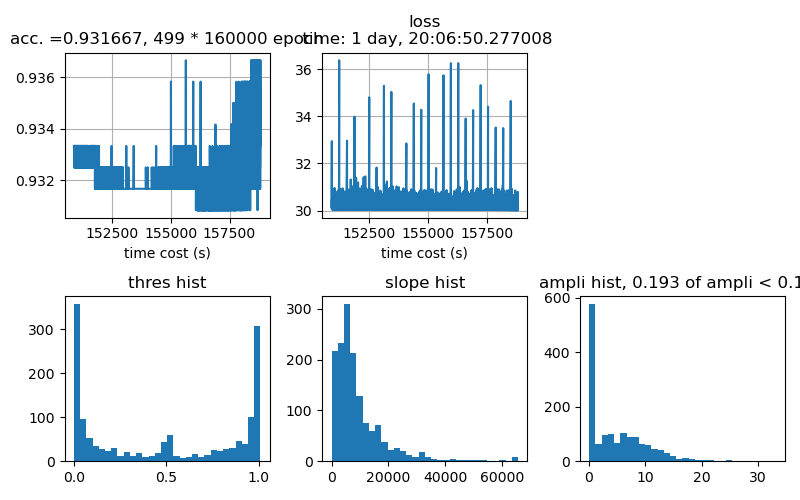 acc. =0.931667, 499 * 160000 epoch
loss
time: 1 day, 20:06:50.277008
0.936
0.934
0.932
152500 155000 157500
time cost (s)
36
34
32
30
152500 155000 157500
time cost (s)
thres hist
300
200
100
0
0.0 0.5 1.0
slope hist
300
200
100
0
0 20000 40000 60000
ampli hist, 0.193 of ampli < 0.1
600
400
200
0
0 10 20 30